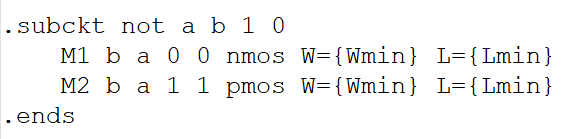 .subckt not a b 1 0
M1 b a 0 0 nmos W={Wmin} L={Lmin}
M2 b a 1 1 pmos W={Wmin} L={Lmin}
.ends